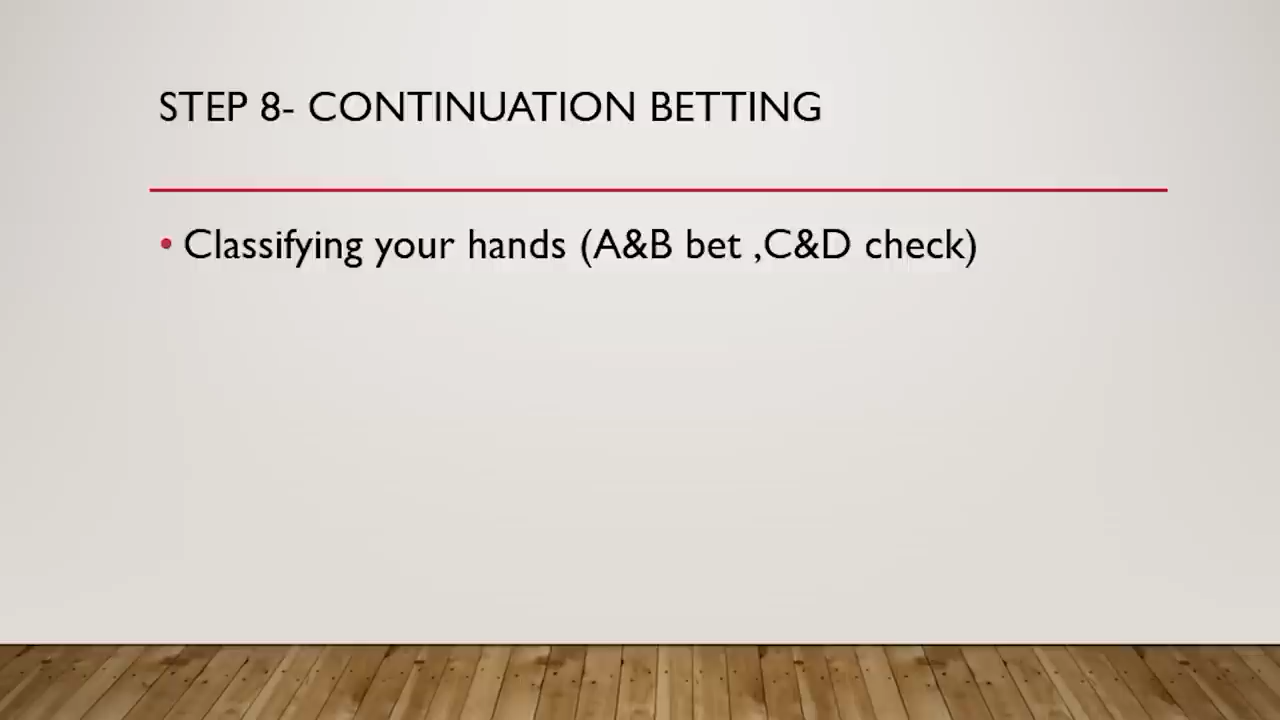 STEP 8- CONTINUATION BETTING
• Classifying your hands (A&B bet ,C&D check)